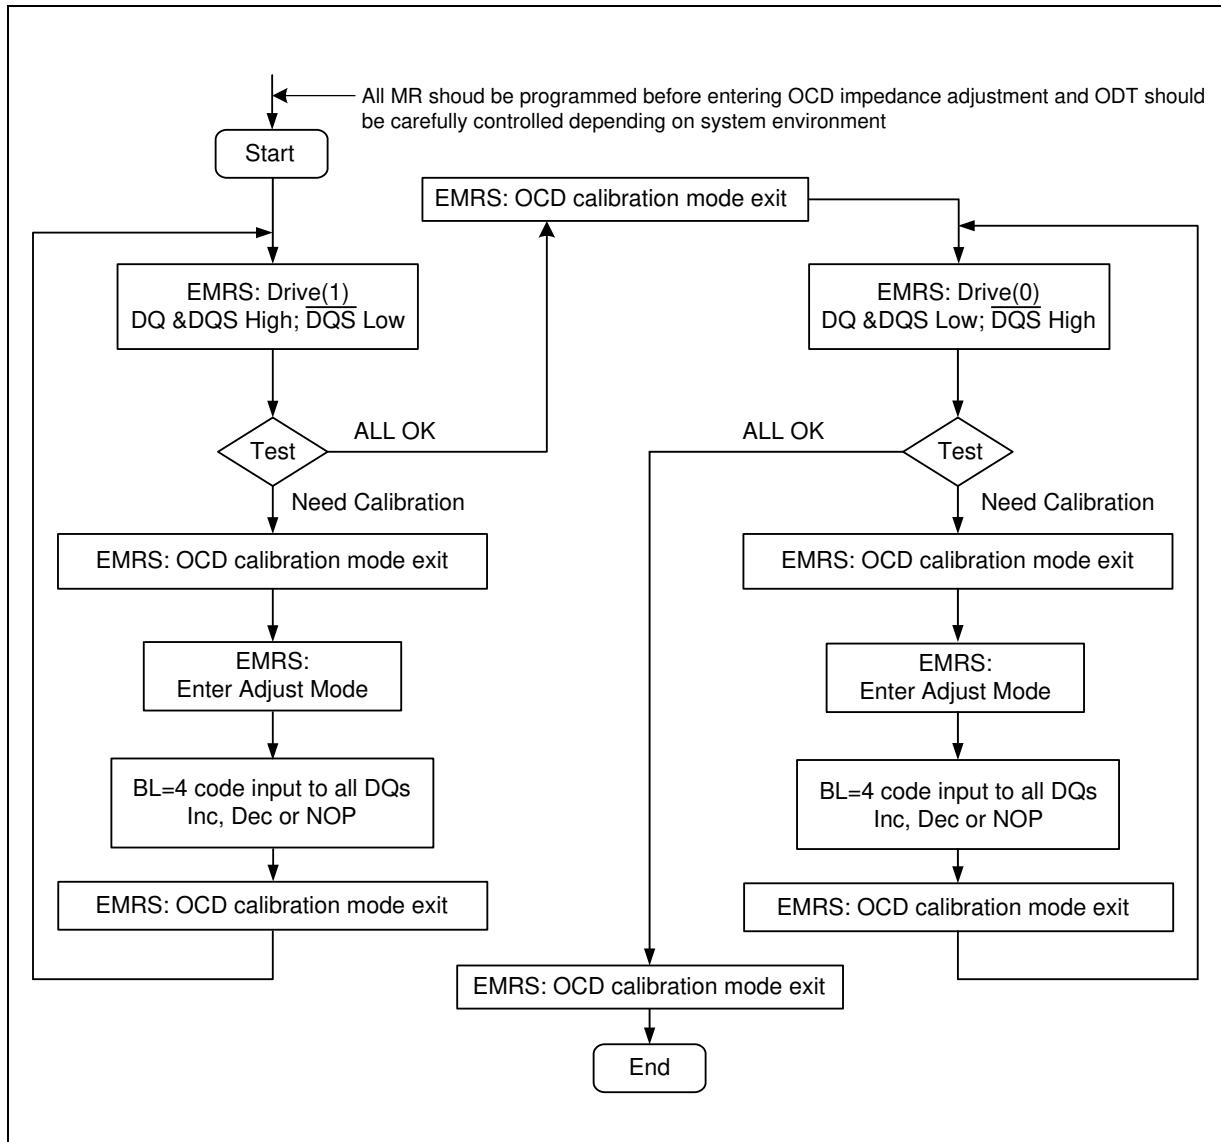 All MR shoud be programmed before entering OCD impedance adjustment and ODT should
be carefully controlled depending on system environment
Start
EMRS: OCD calibration mode exit
EMRS: Drive(1)
DQ &DQS High; D̅Q̅S̅ Low
Test
ALL OK
Need Calibration
EMRS: OCD calibration mode exit
EMRS:
Enter Adjust Mode
BL=4 code input to all DQs
Inc, Dec or NOP
EMRS: OCD calibration mode exit
EMRS: Drive(0)
DQ &DQS Low; D̅Q̅S̅ High
ALL OK
Test
Need Calibration
EMRS: OCD calibration mode exit
EMRS:
Enter Adjust Mode
BL=4 code input to all DQs
Inc, Dec or NOP
EMRS: OCD calibration mode exit
EMRS: OCD calibration mode exit
End